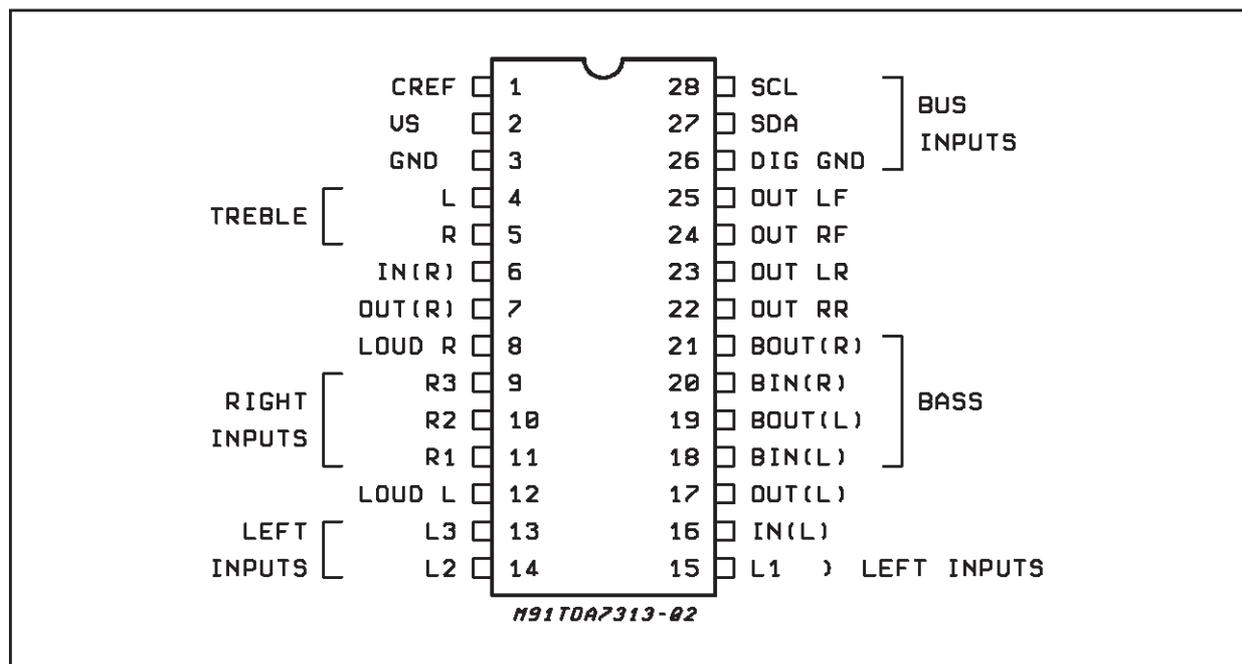 CREF 1 28 SCL
VS 2 27 SDA
BUS INPUTS
GND 3 26 DIG GND
L 4 25 OUT LF
TREBLE
R 5 24 OUT RF
IN(R) 6 23 OUT LR
OUT(R) 7 22 OUT RR
LOUD R 8 21 BOUT(R)
R3 9 20 BIN(R)
RIGHT INPUTS
BASS
R2 10 19 BOUT(L)
R1 11 18 BIN(L)
LOUD L 12 17 OUT(L)
LEFT INPUTS
L3 13 16 IN(L)
L2 14 15 L1 ) LEFT INPUTS
M91TDA7313-02